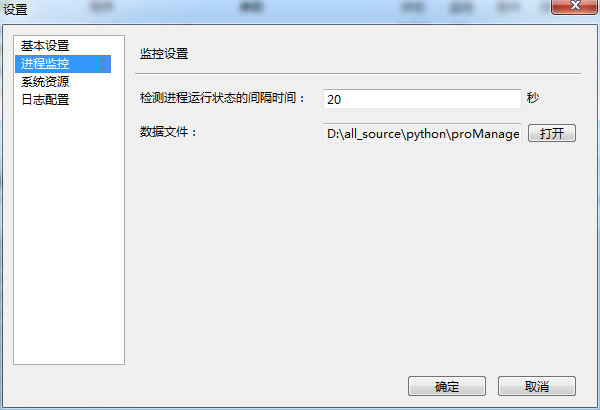 设置
基本设置
进程监控
系统资源
日志配置
监控设置
检测进程运行状态的间隔时间： 20 秒
数据文件： D:\all_source\python\proManage 打开
确定 取消